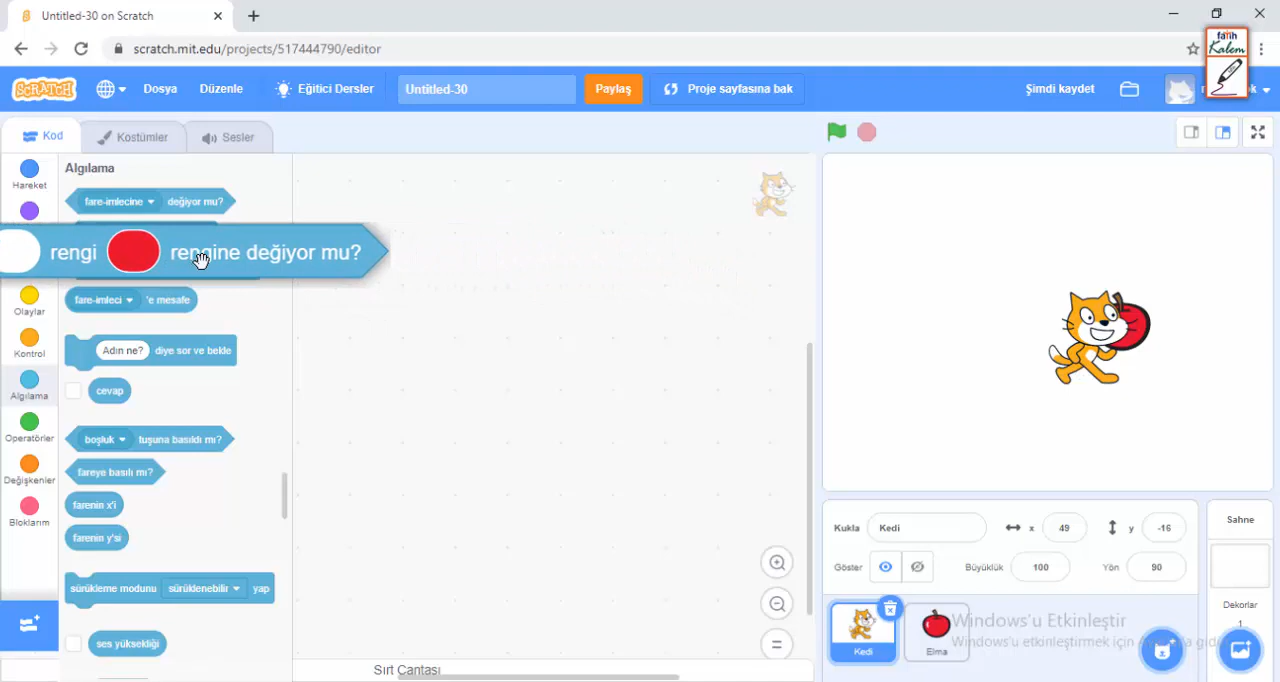 Untitled-30 on Scratch
scratch.mit.edu/projects/517444790/editor
fatih
Kalem
SCRATCH
Dosya
Düzenle
Eğitici Dersler
Untitled-30
Paylaş
Proje sayfasına bak
Şimdi kaydet
Kod
Kostümler
Sesler
Hareket
Olaylar
Kontrol
Algılama
Operatörler
Değişkenler
Bloklarım
Algılama
fare-imlecine değiyor mu?
rengi rengine değiyor mu?
fare-imleci 'e mesafe
Adın ne? diye sor ve bekle
cevap
boşluk tuşuna basıldı mı?
fareye basılı mı?
farenin x'i
farenin y'si
sürükleme modunu sürüklenebilir yap
ses yüksekliği
Sırt Çantası
Kukla Kedi x 49 y -16
Göster Büyüklük 100 Yön 90
Kedi
Elma
Sahne
Dekorlar
1
Windows'u Etkinleştir
Windows'u etkinleştirmek için